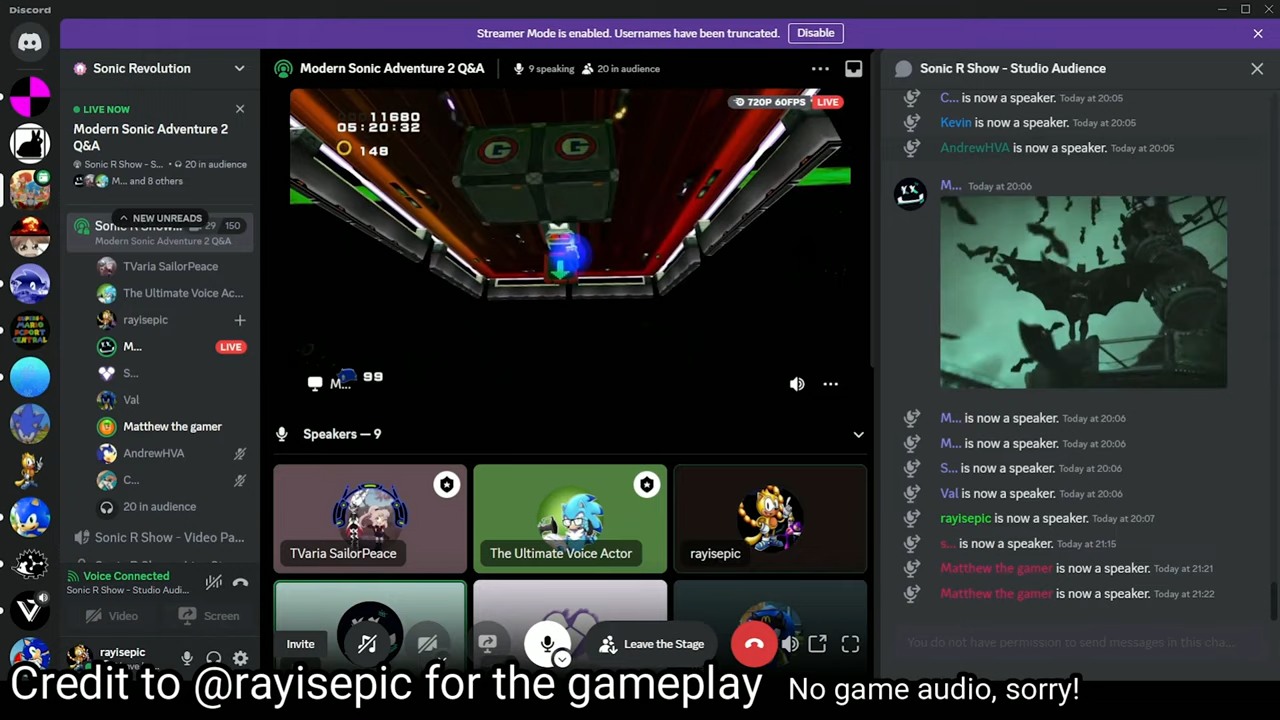 Discord
Streamer Mode is enabled. Usernames have been truncated. Disable
Sonic Revolution
LIVE NOW
Modern Sonic Adventure 2
Q&A
Sonic R Show - S... • 20 in audience
M... and 8 others
NEW UNREADS
Sonic R Show... 29 150
Modern Sonic Adventure 2 Q&A
TVaria SailorPeace
The Ultimate Voice Ac...
rayisepic
M... LIVE
S...
Val
Matthew the gamer
AndrewHVA
C...
20 in audience
Sonic R Show - Video Pa...
Voice Connected
Sonic R Show - Studio Audi...
Video Screen
rayisepic
Modern Sonic Adventure 2 Q&A 9 speaking 20 in audience
720P 60FPS LIVE
11680
05:20:32
148
G G
M... 99
Speakers — 9
TVaria SailorPeace
The Ultimate Voice Actor
rayisepic
Invite
Leave the Stage
Sonic R Show - Studio Audience
C... is now a speaker. Today at 20:05
Kevin is now a speaker. Today at 20:05
AndrewHVA is now a speaker. Today at 20:05
M... Today at 20:06
M... is now a speaker. Today at 20:06
M... is now a speaker. Today at 20:06
S... is now a speaker. Today at 20:06
Val is now a speaker. Today at 20:06
rayisepic is now a speaker. Today at 20:07
s... is now a speaker. Today at 21:15
Matthew the gamer is now a speaker. Today at 21:21
Matthew the gamer is now a speaker. Today at 21:22
You do not have permission to send messages in this cha...
Credit to @rayisepic for the gameplay
No game audio, sorry!